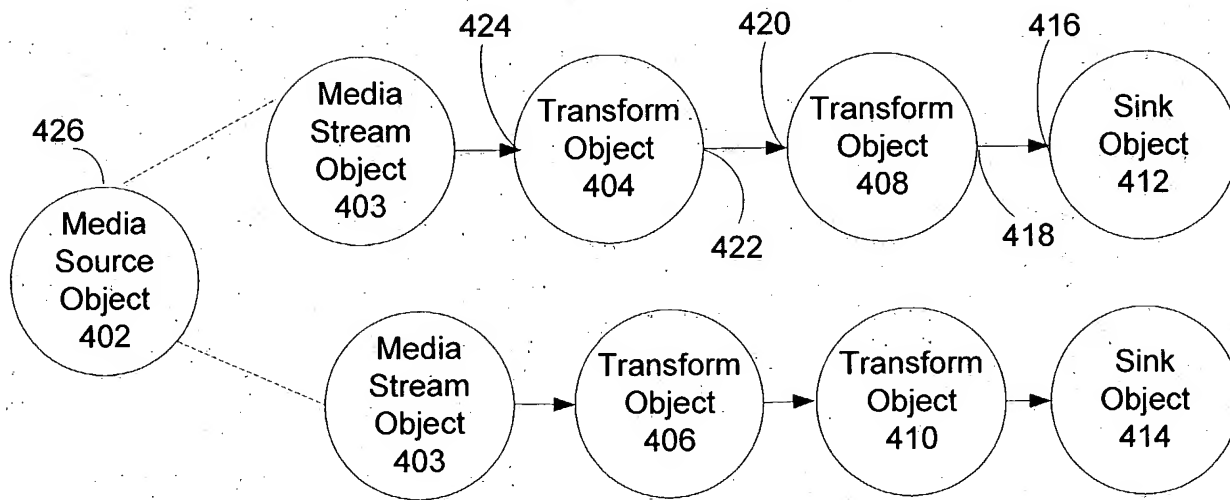 424
420
416
426
Media
Stream
Object
403
Transform
Object
404
Transform
Object
408
Sink
Object
412
422
418
Media
Source
Object
402
Media
Stream
Object
403
Transform
Object
406
Transform
Object
410
Sink
Object
414